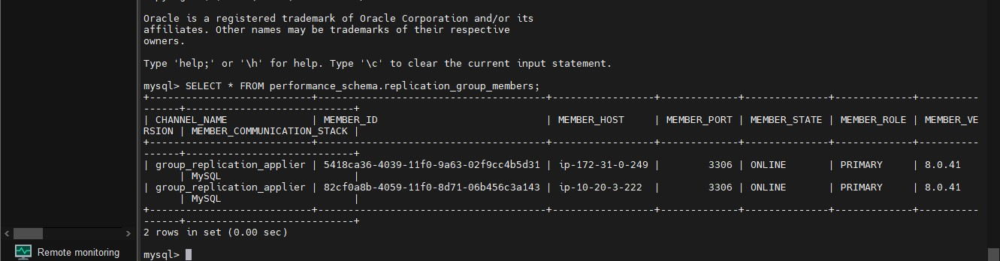 Oracle is a registered trademark of Oracle Corporation and/or its
affiliates. Other names may be trademarks of their respective
owners.
Type 'help;' or '\h' for help. Type '\c' to clear the current input statement.
mysql> SELECT * FROM performance_schema.replication_group_members;
+---------------------------+--------------------------------------+-----------------+-------------+--------------+-------------+----------
------+----------------------------+
| CHANNEL_NAME              | MEMBER_ID                            | MEMBER_HOST     | MEMBER_PORT | MEMBER_STATE | MEMBER_ROLE | MEMBER_VE
RSION | MEMBER_COMMUNICATION_STACK |
+---------------------------+--------------------------------------+-----------------+-------------+--------------+-------------+----------
------+----------------------------+
| group_replication_applier | 5418ca36-4039-11f0-9a63-02f9cc4b5d31 | ip-172-31-0-249 |        3306 | ONLINE       | PRIMARY     | 8.0.41
      | MySQL                      |
| group_replication_applier | 82cf0a8b-4059-11f0-8d71-06b456c3a143 | ip-10-20-3-222  |        3306 | ONLINE       | PRIMARY     | 8.0.41
      | MySQL                      |
+---------------------------+--------------------------------------+-----------------+-------------+--------------+-------------+----------
------+----------------------------+
2 rows in set (0.00 sec)
mysql>
Remote monitoring